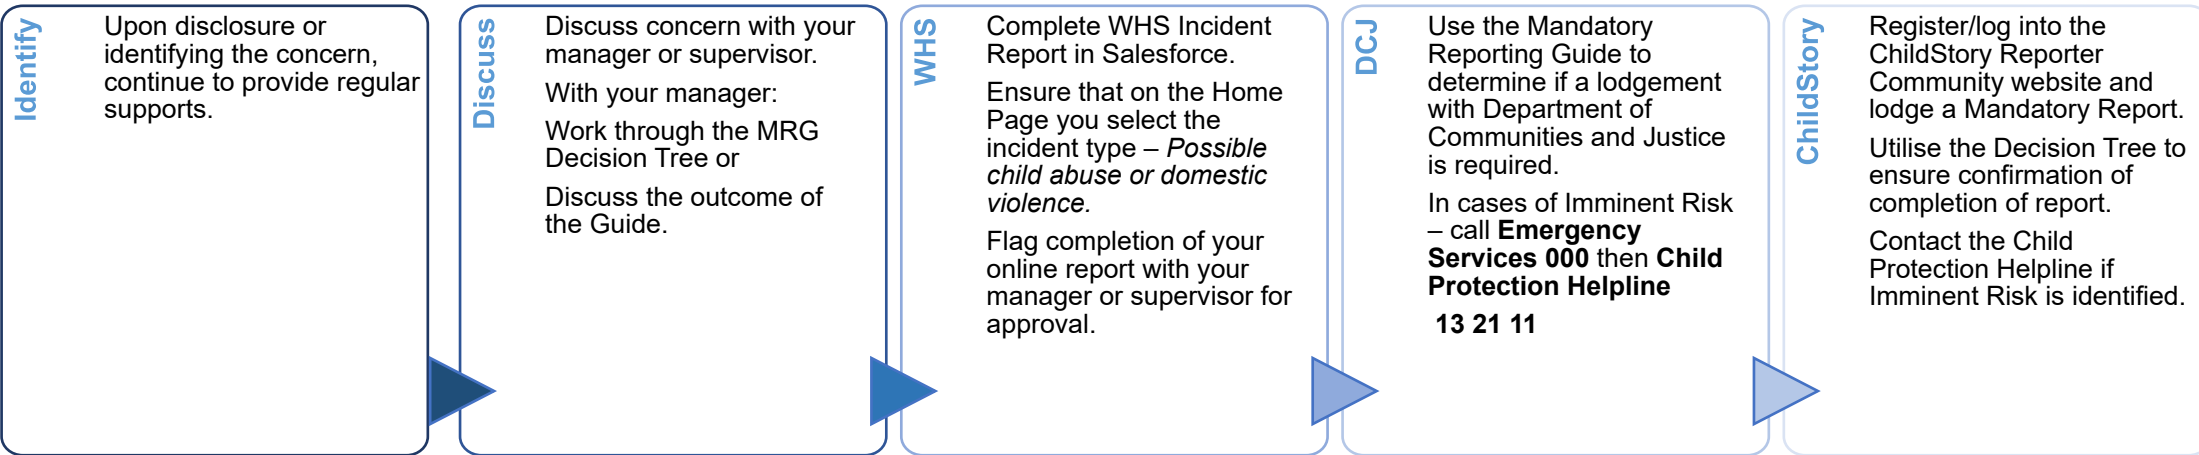 Identify
Upon disclosure or
identifying the concern,
continue to provide regular
supports.
Discuss
Discuss concern with your
manager or supervisor.
With your manager:
Work through the MRG
Decision Tree or
Discuss the outcome of
the Guide.
WHS
Complete WHS Incident
Report in Salesforce.
Ensure that on the Home
Page you select the
incident type – Possible
child abuse or domestic
violence.
Flag completion of your
online report with your
manager or supervisor for
approval.
DCJ
Use the Mandatory
Reporting Guide to
determine if a lodgement
with Department of
Communities and Justice
is required.
In cases of Imminent Risk
– call Emergency
Services 000 then Child
Protection Helpline
13 21 11
ChildStory
Register/log into the
ChildStory Reporter
Community website and
lodge a Mandatory Report.
Utilise the Decision Tree to
ensure confirmation of
completion of report.
Contact the Child
Protection Helpline if
Imminent Risk is identified.